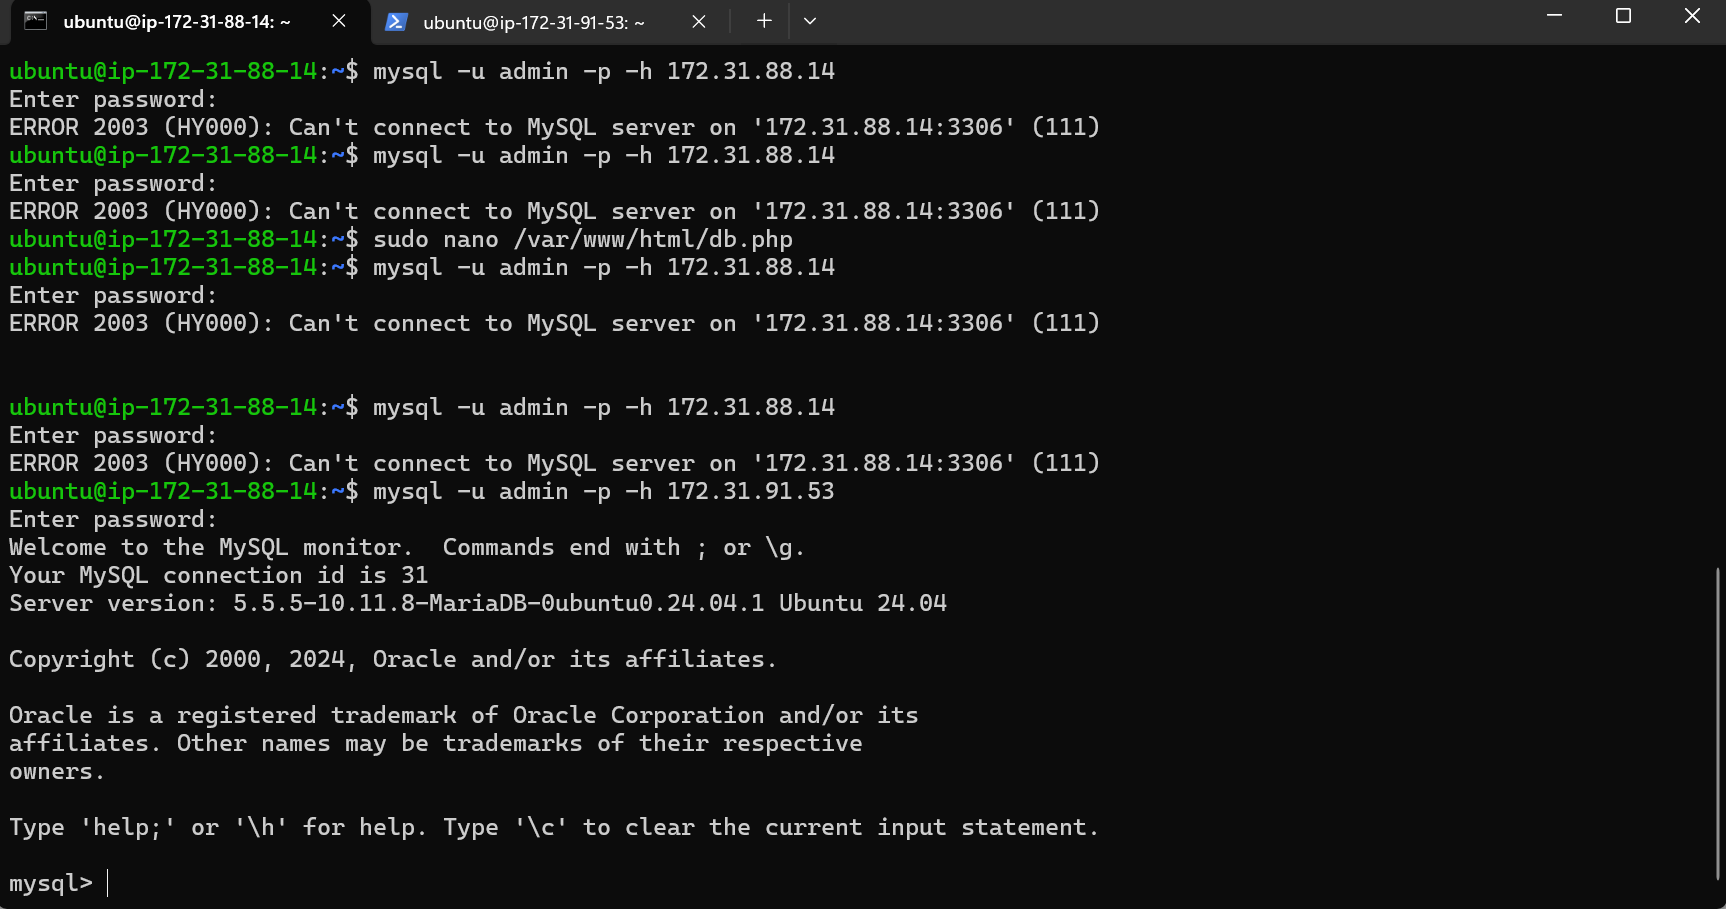 ubuntu@ip-172-31-88-14: ~
ubuntu@ip-172-31-91-53: ~
ubuntu@ip-172-31-88-14:~$ mysql -u admin -p -h 172.31.88.14
Enter password:
ERROR 2003 (HY000): Can't connect to MySQL server on '172.31.88.14:3306' (111)
ubuntu@ip-172-31-88-14:~$ mysql -u admin -p -h 172.31.88.14
Enter password:
ERROR 2003 (HY000): Can't connect to MySQL server on '172.31.88.14:3306' (111)
ubuntu@ip-172-31-88-14:~$ sudo nano /var/www/html/db.php
ubuntu@ip-172-31-88-14:~$ mysql -u admin -p -h 172.31.88.14
Enter password:
ERROR 2003 (HY000): Can't connect to MySQL server on '172.31.88.14:3306' (111)
ubuntu@ip-172-31-88-14:~$ mysql -u admin -p -h 172.31.88.14
Enter password:
ERROR 2003 (HY000): Can't connect to MySQL server on '172.31.88.14:3306' (111)
ubuntu@ip-172-31-88-14:~$ mysql -u admin -p -h 172.31.91.53
Enter password:
Welcome to the MySQL monitor.  Commands end with ; or \g.
Your MySQL connection id is 31
Server version: 5.5.5-10.11.8-MariaDB-0ubuntu0.24.04.1 Ubuntu 24.04
Copyright (c) 2000, 2024, Oracle and/or its affiliates.
Oracle is a registered trademark of Oracle Corporation and/or its
affiliates. Other names may be trademarks of their respective
owners.
Type 'help;' or '\h' for help. Type '\c' to clear the current input statement.
mysql>